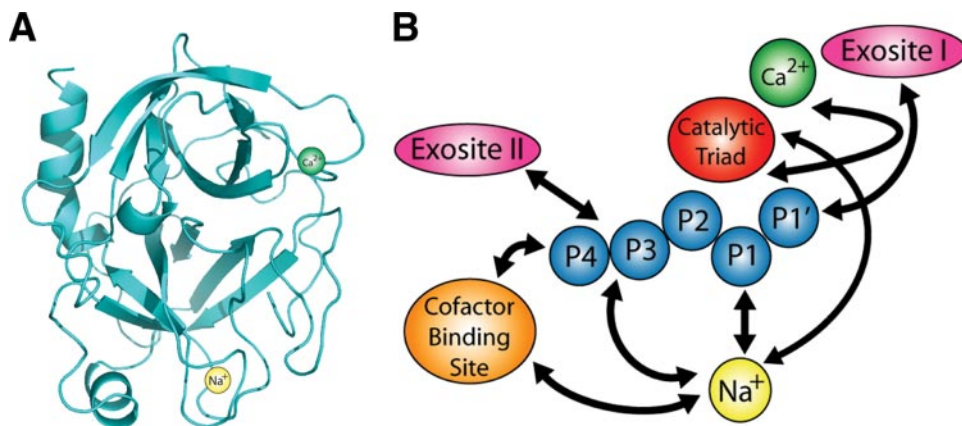 A
Ca²⁺
Na⁺
B
Exosite I
Ca²⁺
Catalytic
Triad
Exosite II
P4
P3
P2
P1
P1′
Cofactor
Binding
Site
Na⁺